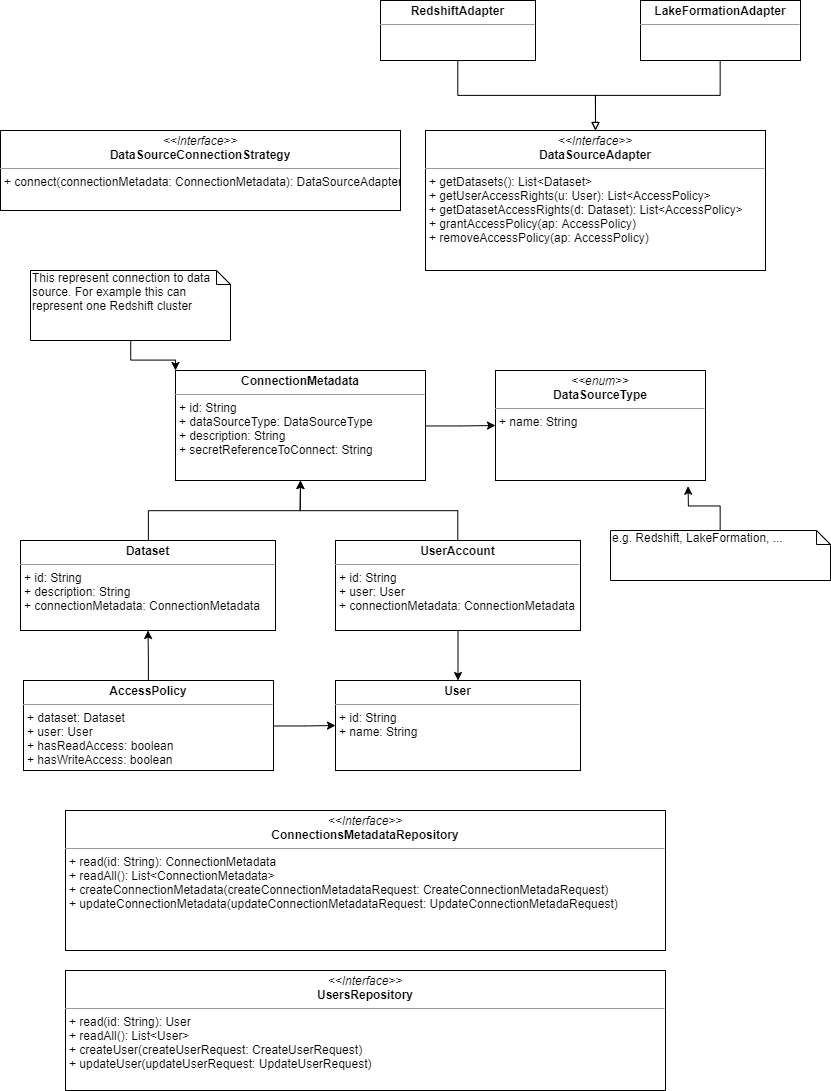 RedshiftAdapter
LakeFormationAdapter
<<Interface>>
DataSourceConnectionStrategy
+ connect(connectionMetadata: ConnectionMetadata): DataSourceAdapter
<<Interface>>
DataSourceAdapter
+ getDatasets(): List<Dataset>
+ getUserAccessRights(u: User): List<AccessPolicy>
+ getDatasetAccessRights(d: Dataset): List<AccessPolicy>
+ grantAccessPolicy(ap: AccessPolicy)
+ removeAccessPolicy(ap: AccessPolicy)
This represent connection to data
source. For example this can
represent one Redshift cluster
ConnectionMetadata
+ id: String
+ dataSourceType: DataSourceType
+ description: String
+ secretReferenceToConnect: String
<<enum>>
DataSourceType
+ name: String
e.g. Redshift, LakeFormation, ...
Dataset
+ id: String
+ description: String
+ connectionMetadata: ConnectionMetadata
UserAccount
+ id: String
+ user: User
+ connectionMetadata: ConnectionMetadata
AccessPolicy
+ dataset: Dataset
+ user: User
+ hasReadAccess: boolean
+ hasWriteAccess: boolean
User
+ id: String
+ name: String
<<Interface>>
ConnectionsMetadataRepository
+ read(id: String): ConnectionMetadata
+ readAll(): List<ConnectionMetadata>
+ createConnectionMetadata(createConnectionMetadataRequest: CreateConnectionMetadaRequest)
+ updateConnectionMetadata(updateConnectionMetadataRequest: UpdateConnectionMetadaRequest)
<<Interface>>
UsersRepository
+ read(id: String): User
+ readAll(): List<User>
+ createUser(createUserRequest: CreateUserRequest)
+ updateUser(updateUserRequest: UpdateUserRequest)